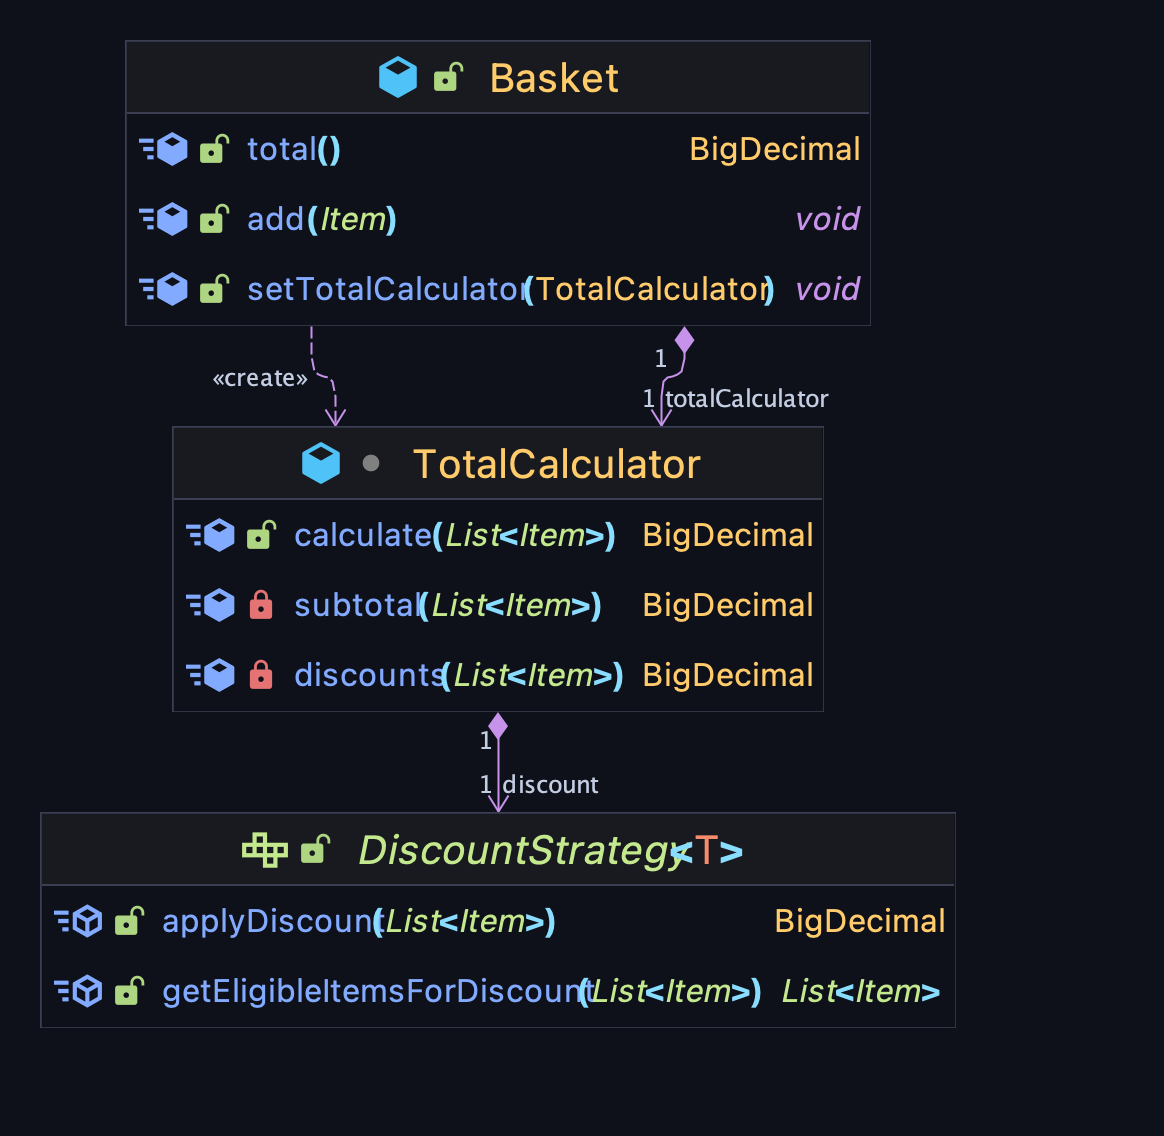 Basket
total() BigDecimal
add(Item) void
setTotalCalculator(TotalCalculator) void
1
«create»
1 totalCalculator
TotalCalculator
calculate(List<Item>) BigDecimal
subtotal(List<Item>) BigDecimal
discounts(List<Item>) BigDecimal
1
1 discount
DiscountStrategy<T>
applyDiscount(List<Item>) BigDecimal
getEligibleItemsForDiscount(List<Item>) List<Item>